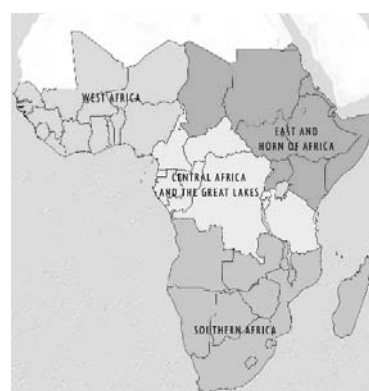 WEST AFRICA
EAST AND
HORN OF AFRICA
CENTRAL AFRICA
AND THE GREAT LAKES
SOUTHERN AFRICA